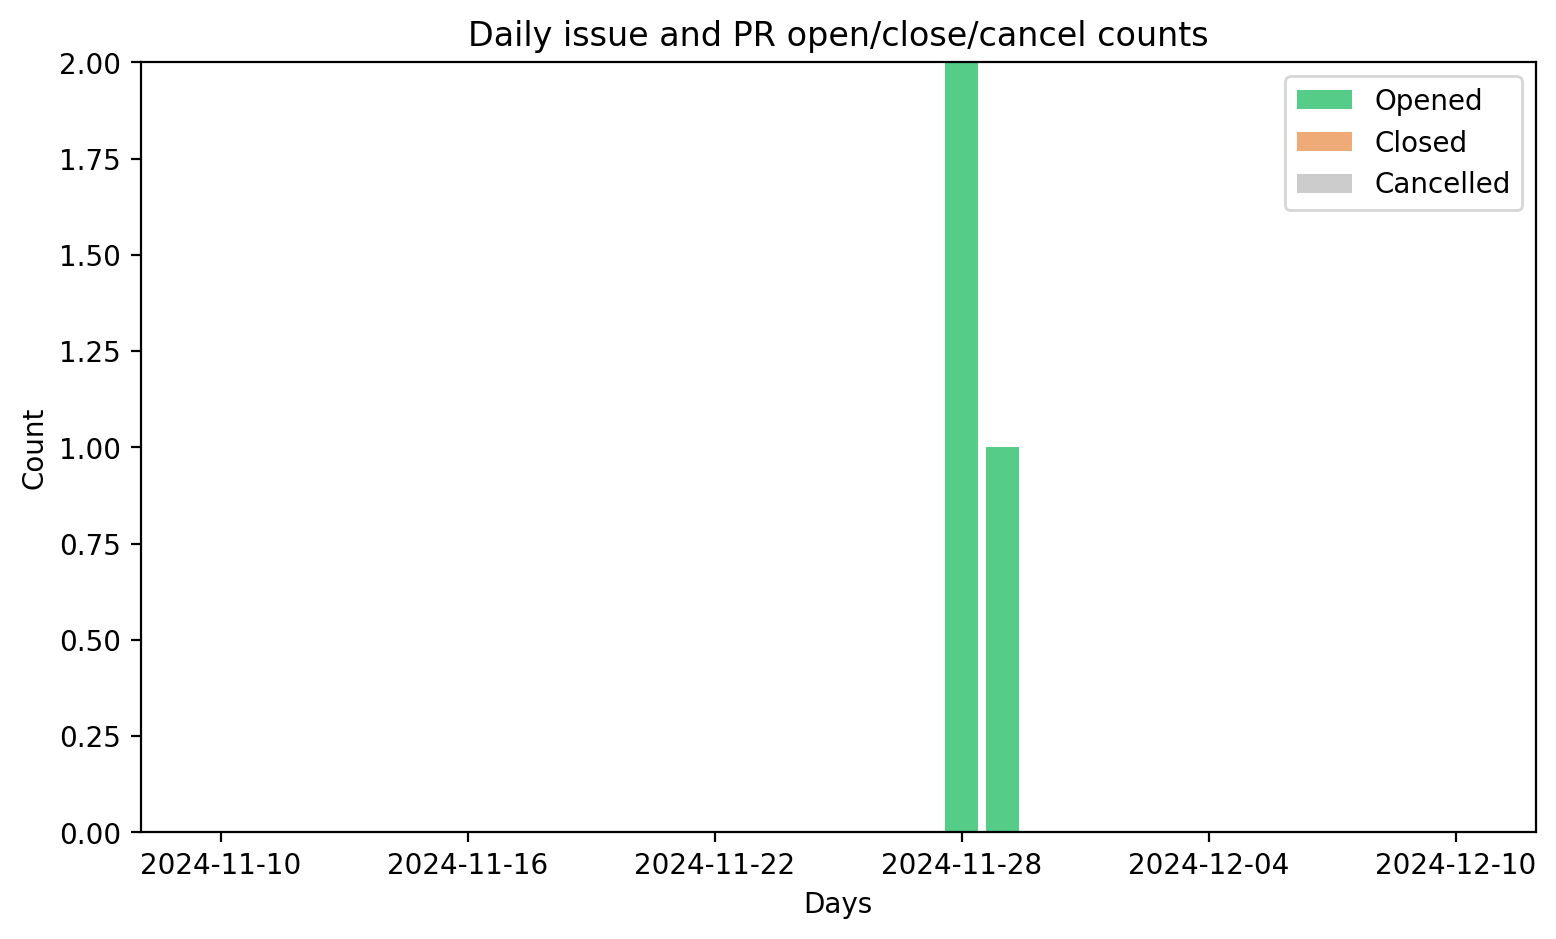 Daily issue and PR open/close/cancel counts
2.00
1.75
1.50
1.25
1.00
0.75
0.50
0.25
0.00
Count
Opened
Closed
Cancelled
2024-11-10
2024-11-16
2024-11-22
2024-11-28
2024-12-04
2024-12-10
Days